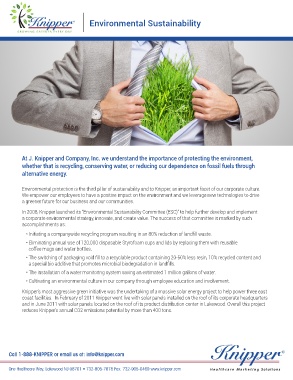 Knipper
Environmental Sustainability
At J. Knipper and Company, Inc. we understand the importance of protecting the environment,
whether that is recycling, conserving water, or reducing our dependence on fossil fuels through
alternative energy.
Environmental protection is the third pillar of sustainability and to Knipper, an important facet of our corporate culture.
We empower our employees to have a positive impact on the environment and we leverage new technologies to drive
a greener future for our business and our communities.
In 2008, Knipper launched its "Environmental Sustainability Committee (ESC)" to help further develop and implement
a corporate environmental strategy, innovate, and create value. The success of this committee is marked by such
accomplishments as:
• Initiating a companywide recycling program resulting in an 80% reduction of landfill waste.
• Eliminating annual use of 120,000 disposable Styrofoam cups and lids by replacing them with reusable
coffee mugs and water bottles.
• The switching of packaging void fill to a recyclable product containing 20-50% less resin, 10% recycled content and
a special bio additive that promotes microbial degradation in landfills.
• The installation of a water monitoring system saving an estimated 1 million gallons of water.
• Cultivating an environmental culture in our company through employee education and involvement.
Knipper's most aggressive green initiative was the undertaking of a massive solar energy project to help power three east
coast facilities. In February of 2011 Knipper went live with solar panels installed on the roof of its corporate headquarters
and in June 2011 with solar panels located on the roof of its product distribution center in Lakewood. Overall this project
reduces Knipper's annual CO2 emissions potential by more than 400 tons.
Call 1-888-KNIPPER or email us at: info@knipper.com
One Healthcare Way, Lakewood NJ 08701 • 732-905-7878
www.knipper.com
Knipper
Healthcare Marketing Solutions